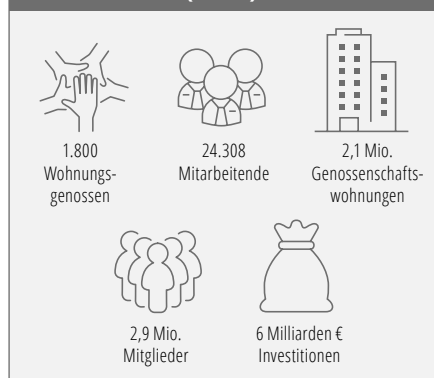 1.800
Wohnungs-
genossen
24.308
Mitarbeitende
2,1 Mio.
Genossenschafts-
wohnungen
2,9 Mio.
Mitglieder
6 Milliarden €
Investitionen